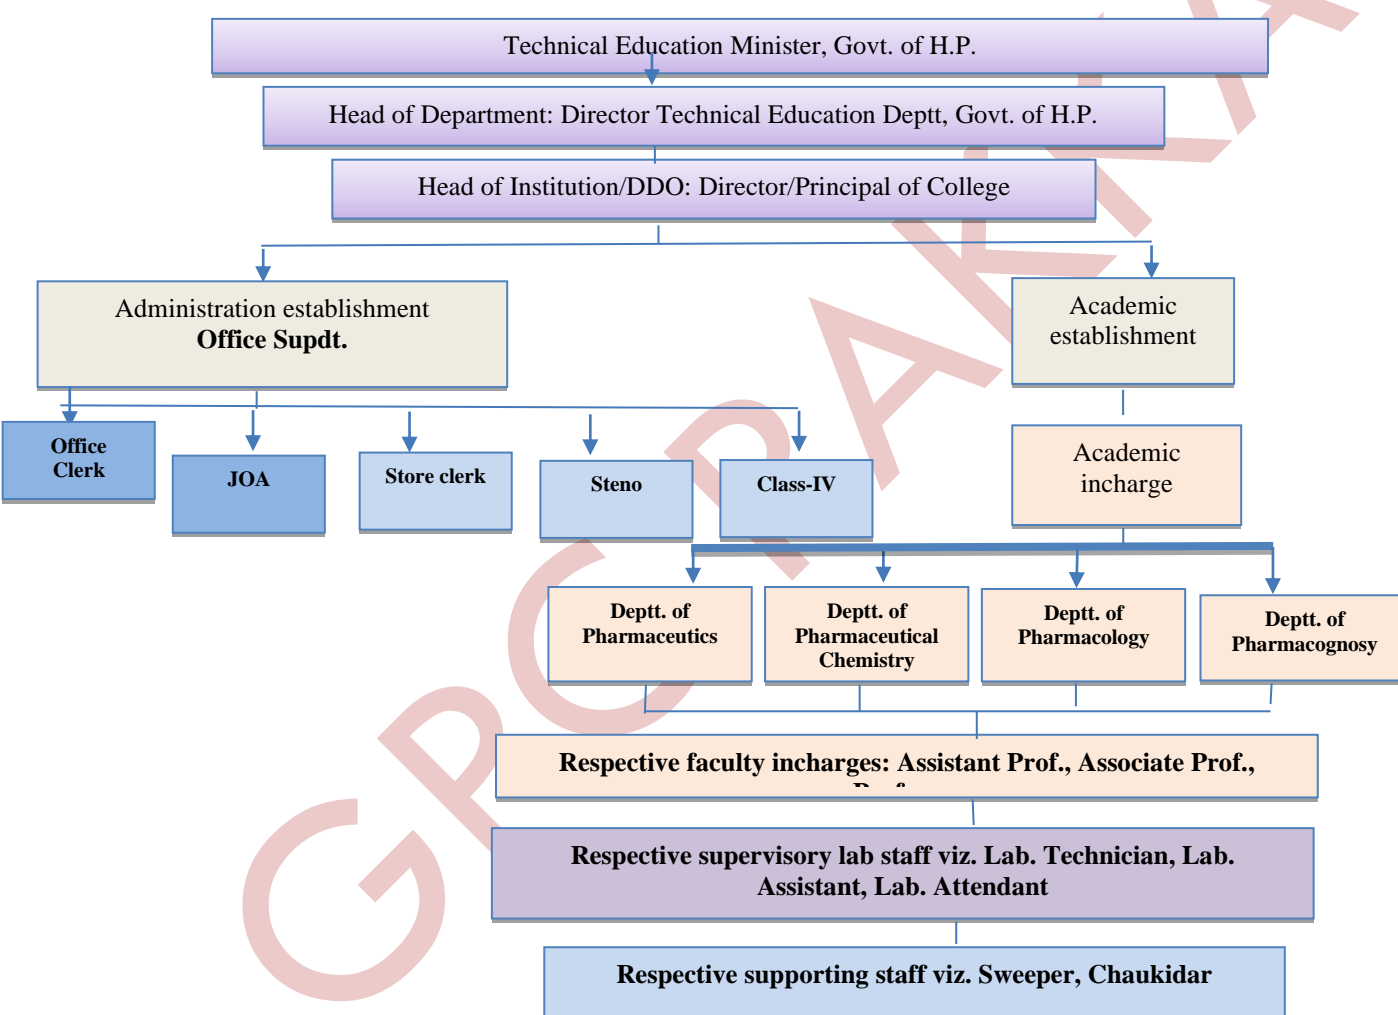 Technical Education Minister, Govt. of H.P.
Head of Department: Director Technical Education Deptt, Govt. of H.P.
Head of Institution/DDO: Director/Principal of College
Administration establishment
Office Supdt.
Academic
establishment
Office
Clerk
JOA
Store clerk
Steno
Class-IV
Academic
incharge
Deptt. of
Pharmaceutics
Deptt. of
Pharmaceutical
Chemistry
Deptt. of
Pharmacology
Deptt. of
Pharmacognosy
Respective faculty incharges: Assistant Prof., Associate Prof.,
Respective supervisory lab staff viz. Lab. Technician, Lab.
Assistant, Lab. Attendant
Respective supporting staff viz. Sweeper, Chaukidar
GPC PAKKA